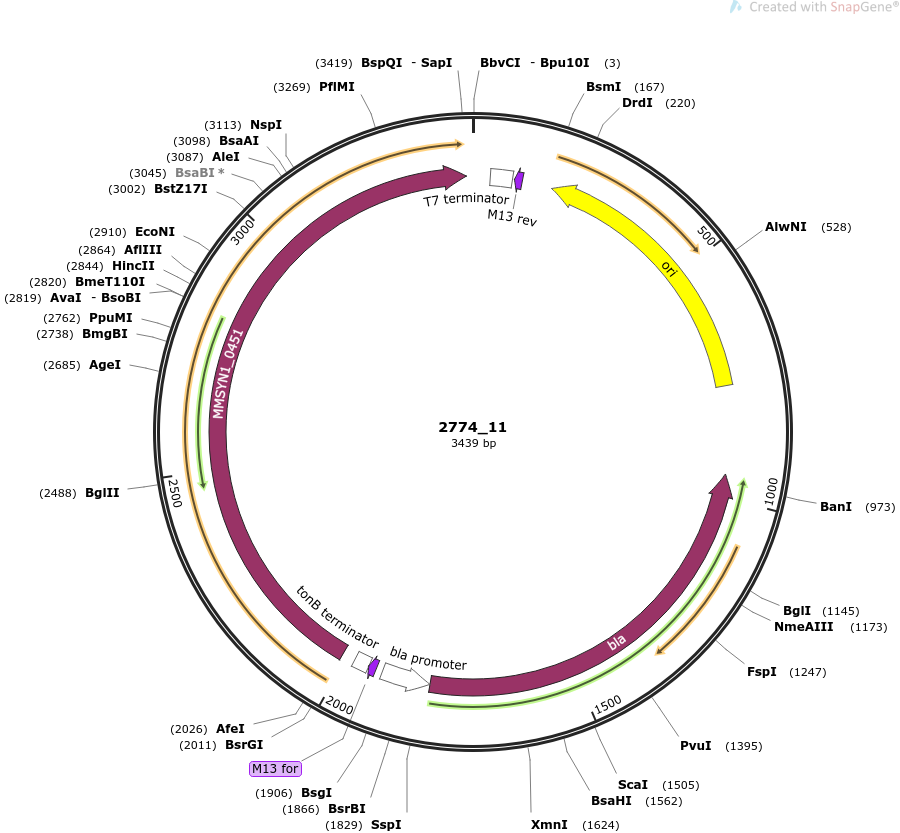 Created with SnapGene®
(3419) BspQI - SapI
BbvCI - Bpu10I (3)
(3269) PflMI
BsmI (167)
DrdI (220)
(3113) NspI
(3098) BsaAI
(3087) AleI
(3045) BsaBI *
(3002) BstZ17I
T7 terminator
M13 rev
AlwNI (528)
500
ori
3000
(2910) EcoNI
(2864) AflIII
(2844) HincII
(2820) BmeT110I
(2819) AvaI - BsoBI
(2762) PpuMI
(2738) BmgBI
(2685) AgeI
MMSYN1_0451
2774_11
3439 bp
(2488) BglII
2500
1000
BanI (973)
BglI (1145)
NmeAIII (1173)
FspI (1247)
tonB terminator
bla promoter
bla
2000
1500
(2026) AfeI
(2011) BsrGI
M13 for
(1906) BsgI
(1866) BsrBI
(1829) SspI
PvuI (1395)
ScaI (1505)
BsaHI (1562)
XmnI (1624)